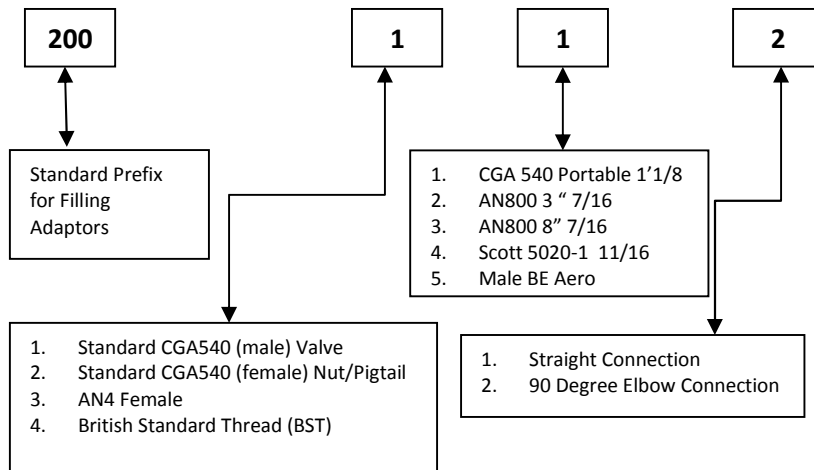 200 1 1 2
Standard Prefix
for Filling
Adaptors
1. CGA 540 Portable 1’1/8
2. AN800 3 “ 7/16
3. AN800 8” 7/16
4. Scott 5020-1 11/16
5. Male BE Aero
1. Standard CGA540 (male) Valve
2. Standard CGA540 (female) Nut/Pigtail
3. AN4 Female
4. British Standard Thread (BST)
1. Straight Connection
2. 90 Degree Elbow Connection